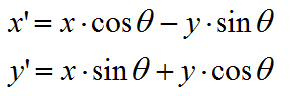 x' = x · cos θ − y · sin θ
y' = x · sin θ + y · cos θ